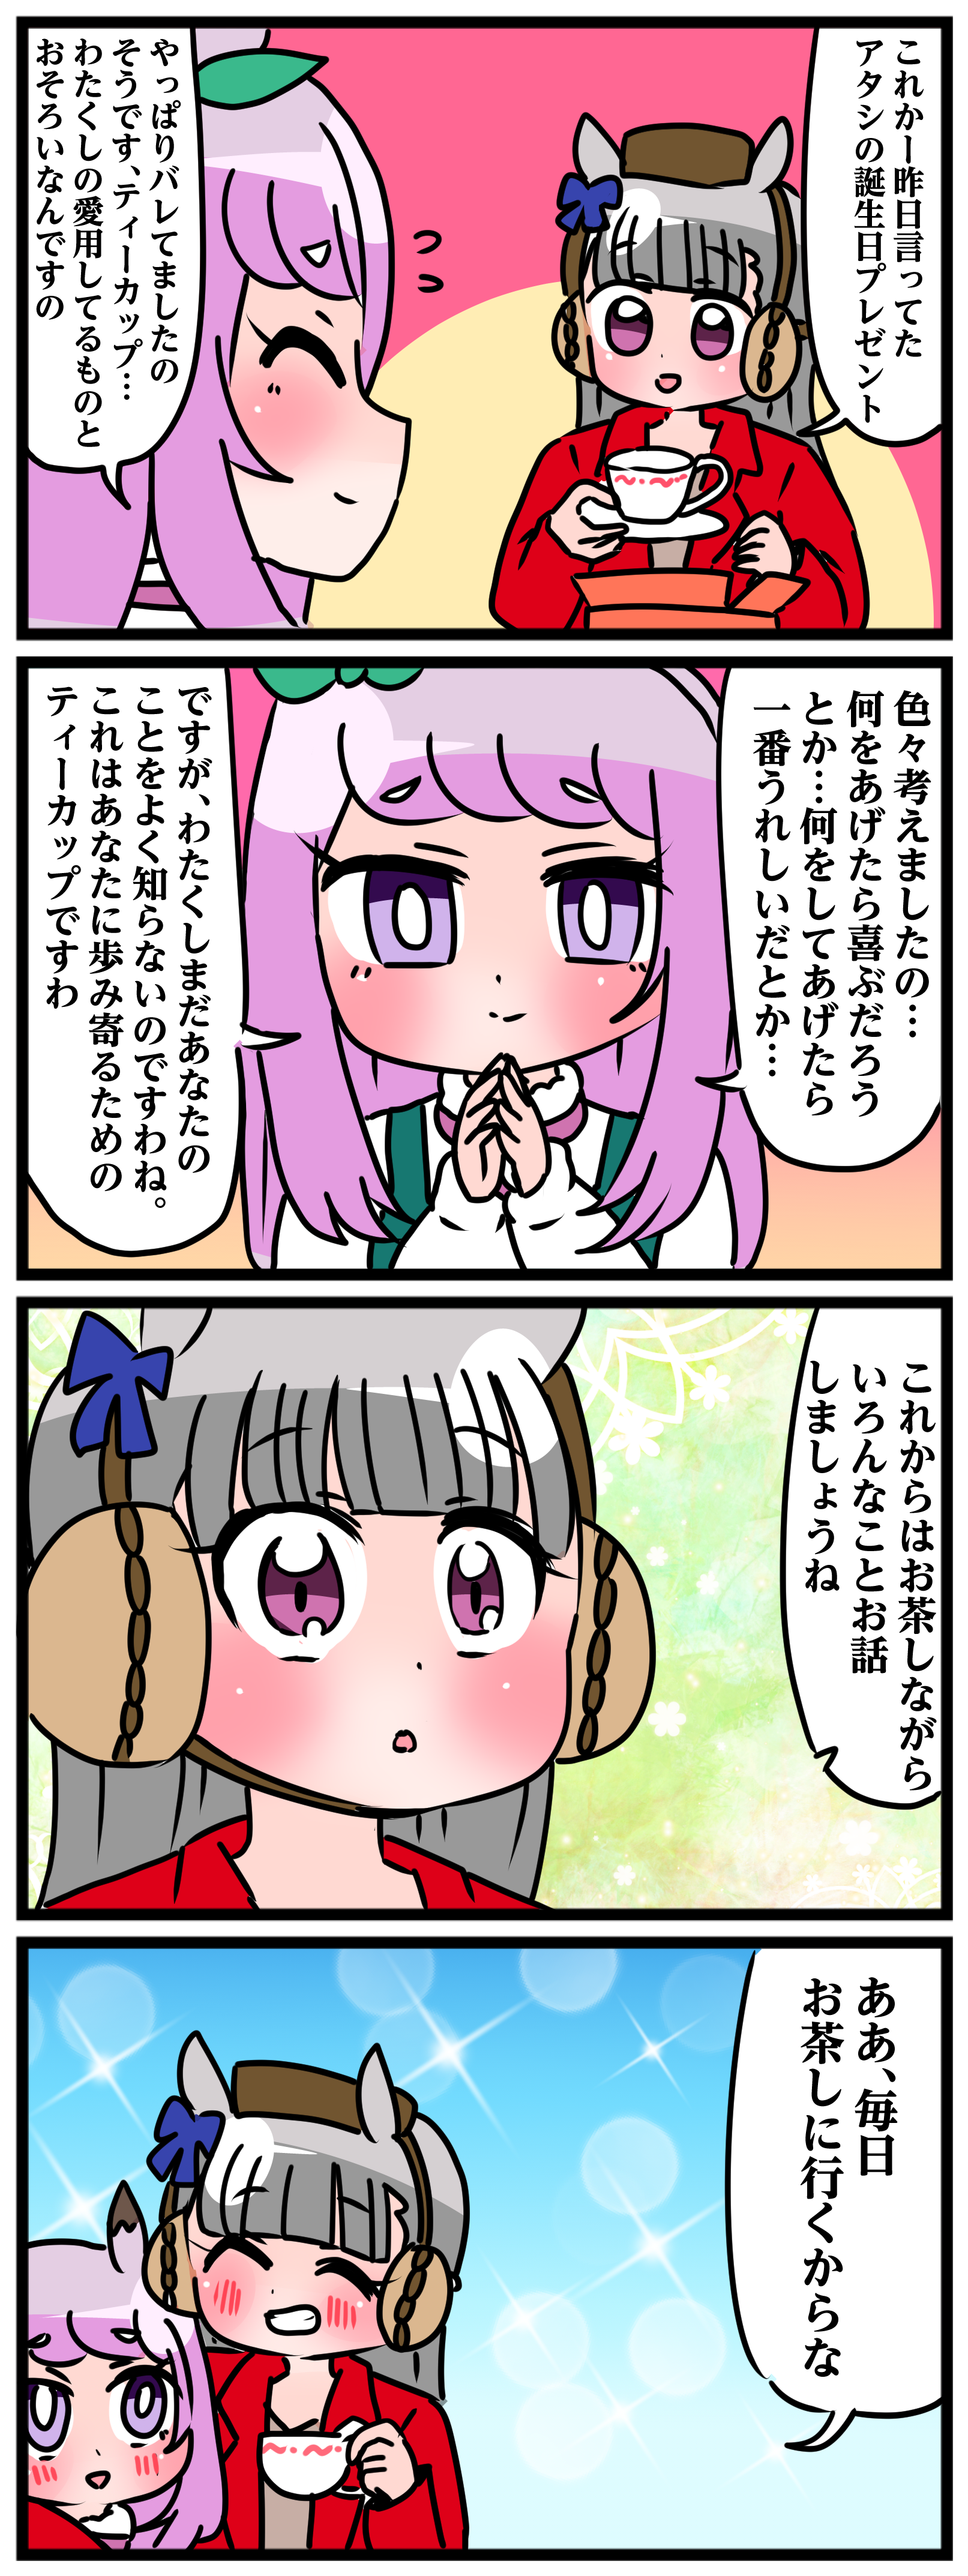 これかー昨日言ってた
アタシの誕生日プレゼント
やっぱりバレてましたの
そうです、ティーカップ…
わたくしの愛用してるものと
おそろいなんですの
色々考えましたの…
何をあげたら喜ぶだろう
とか…何をしてあげたら
一番うれしいだとか…
ですが、わたくしまだあなたの
ことをよく知らないのですわね。
これはあなたに歩み寄るための
ティーカップですわ
これからはお茶しながら
いろんなことお話
しましょうね
ああ、毎日
お茶しに行くからな